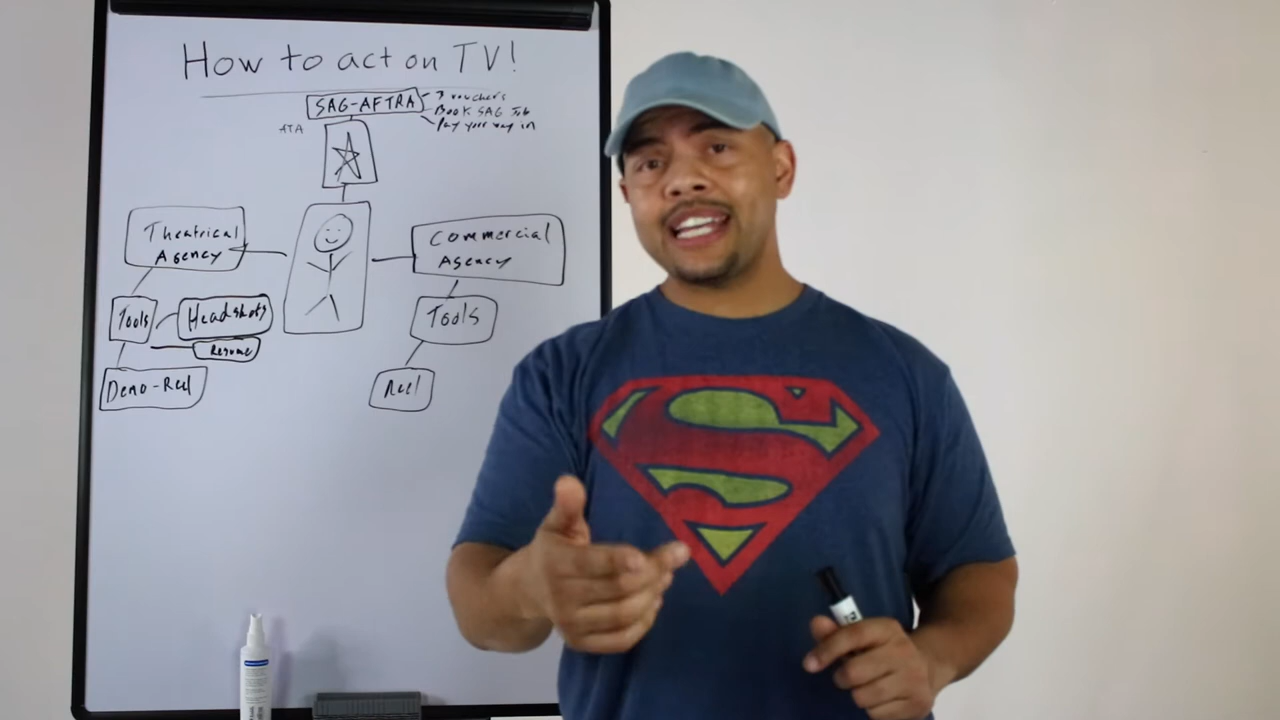 How to act on TV!
SAG-AFTRA
3 vouchers
Book SAG Job
Pay your way in
ATA
Theatrical
Agency
Commercial
Agency
Tools
Headshots
Resume
Demo-Reel
Tools
Reel